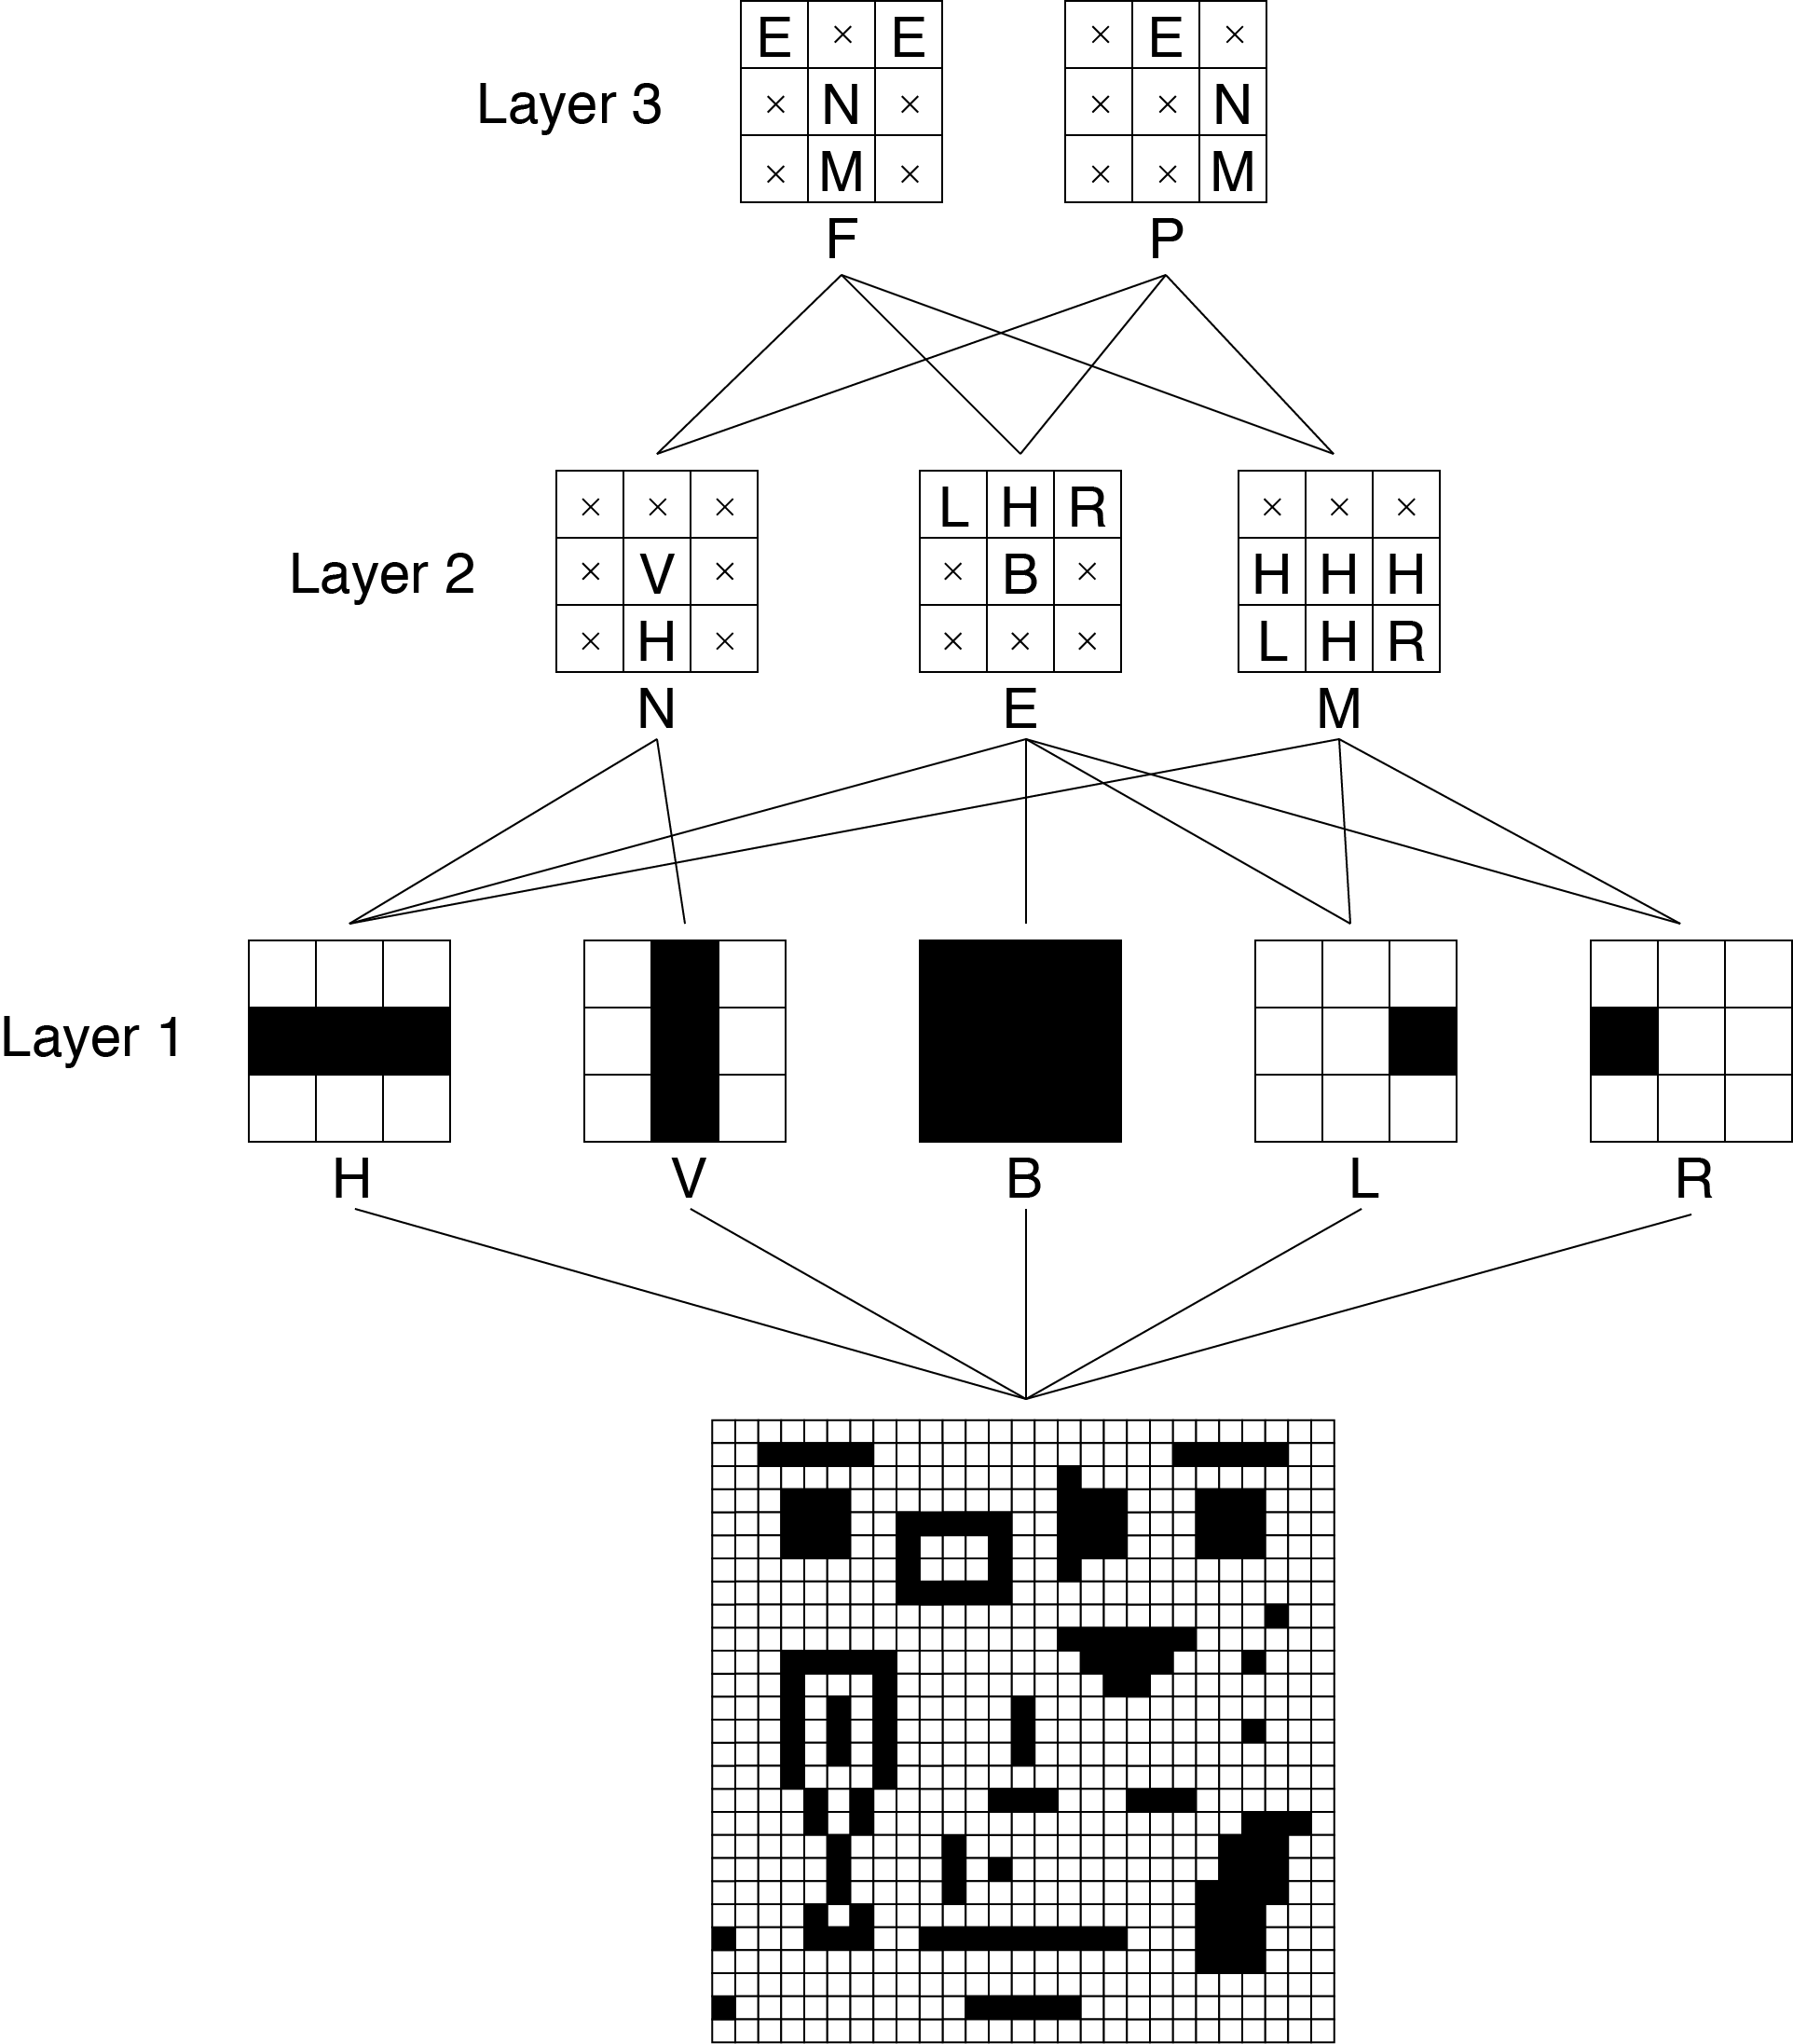 E × E × E ×
Layer 3 × N × × × N
× M × × × M
F P
× × × L H R × × ×
Layer 2 × V × × B × H H H
× H × × × × L H R
N E M
Layer 1
H V B L R